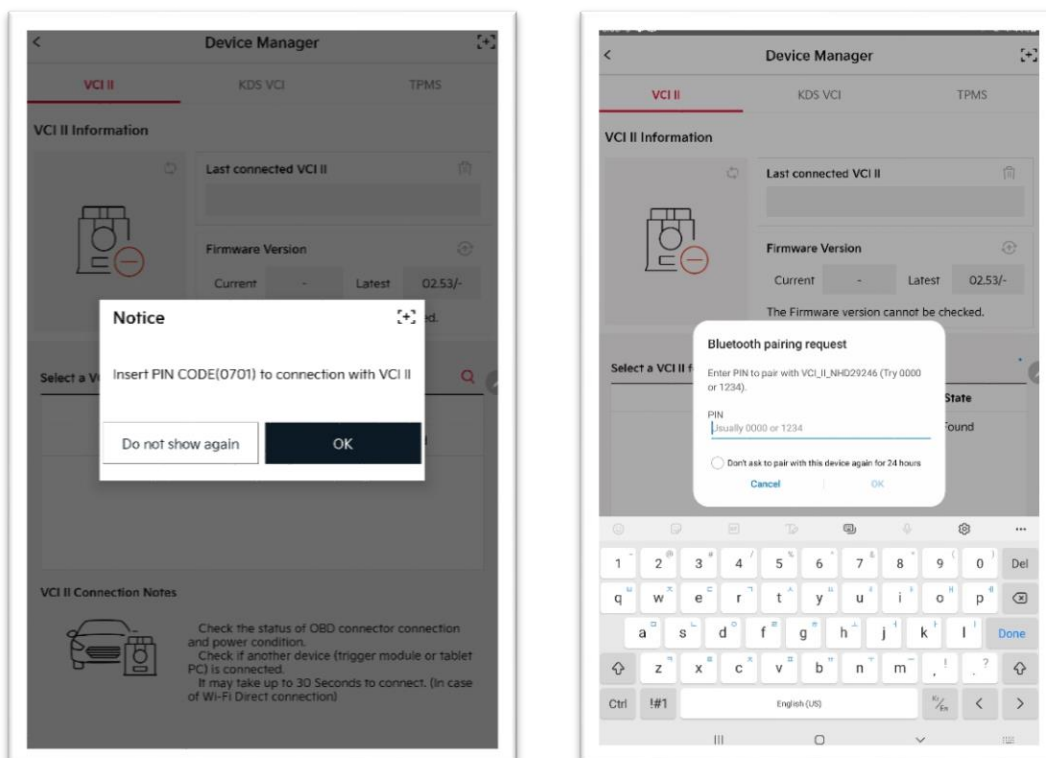 Device Manager
VCI II KDS VCI TPMS
VCI II Information
Last connected VCI II
Firmware Version
Current - Latest 02.53/-
ed.
Notice
Insert PIN CODE(0701) to connection with VCI II
Do not show again OK
Select a V
VCI II Connection Notes
Check the status of OBD connector connection
and power condition.
Check if another device (trigger module or tablet
PC) is connected.
It may take up to 30 Seconds to connect. (In case
of Wi-Fi Direct connection)
Device Manager
VCI II KDS VCI TPMS
VCI II Information
Last connected VCI II
Firmware Version
Current - Latest 02.53/-
The Firmware version cannot be checked.
Select a VCI II f
State
Found
Bluetooth pairing request
Enter PIN to pair with VCI_II_NHD29246 (Try 0000
or 1234).
PIN
Usually 0000 or 1234
Don't ask to pair with this device again for 24 hours
Cancel OK
1 2 3 4 5 6 7 8 9 0 Del
q w e r t y u i o p
a s d f g h j k l Done
z x c v b n m , ! . ?
Ctrl !#1 English (US) < >